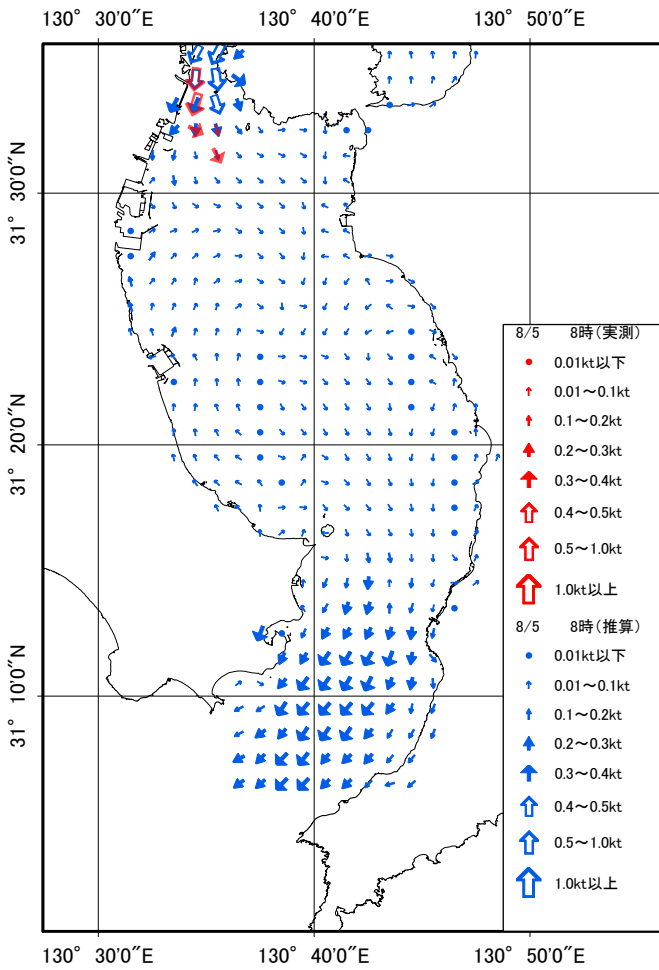 130° 30′0″E 130° 40′0″E 130° 50′0″E
31° 30′0″N
31° 20′0″N
31° 10′0″N
8/5 8時(実測)
0.01kt以下
0.01～0.1kt
0.1～0.2kt
0.2～0.3kt
0.3～0.4kt
0.4～0.5kt
0.5～1.0kt
1.0kt以上
8/5 8時(推算)
0.01kt以下
0.01～0.1kt
0.1～0.2kt
0.2～0.3kt
0.3～0.4kt
0.4～0.5kt
0.5～1.0kt
1.0kt以上
130° 30′0″E 130° 40′0″E 130° 50′0″E